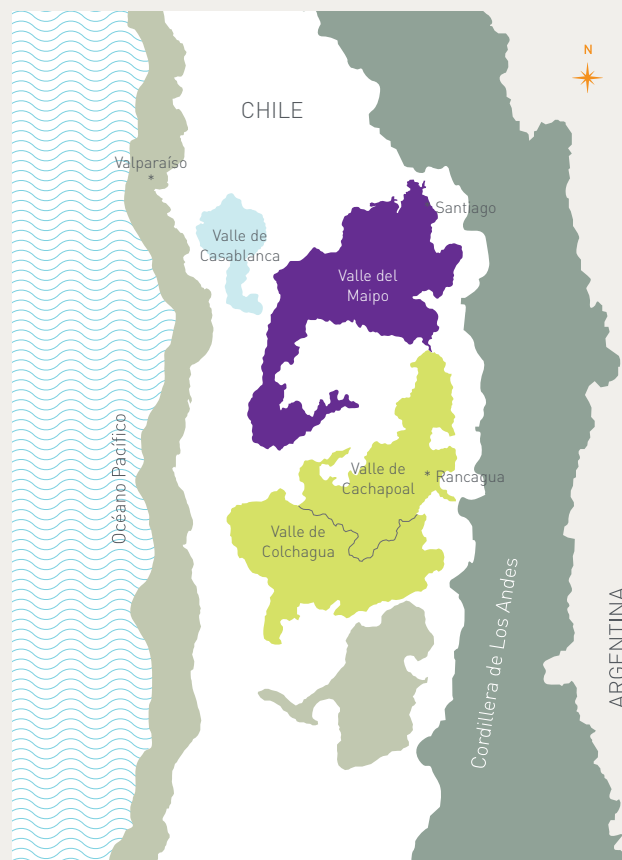 N
CHILE
Valparaíso
*
Santiago
Valle de
Casablanca
Valle del
Maipo
Valle de
Cachapoal
* Rancagua
Océano Pacífico
Valle de
Colchagua
Cordillera de Los Andes
ARGENTINA